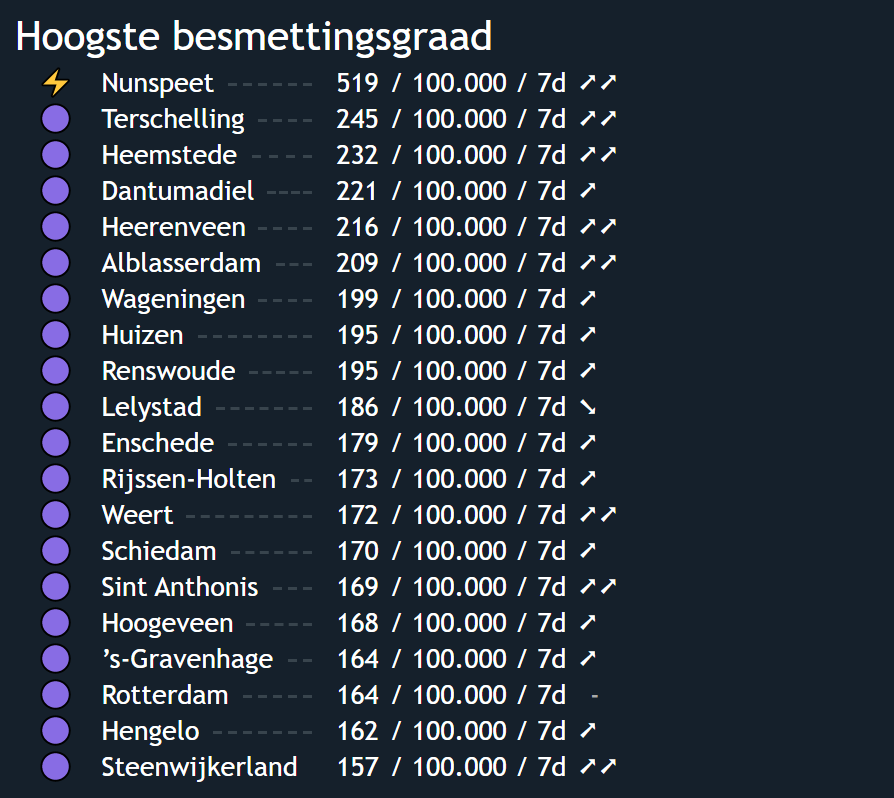 Hoogste besmettingsgraad
⚡ Nunspeet ------ 519 / 100.000 / 7d ➚➚
Terschelling ---- 245 / 100.000 / 7d ➚➚
Heemstede ---- 232 / 100.000 / 7d ➚➚
Dantumadiel ---- 221 / 100.000 / 7d ➚
Heerenveen ---- 216 / 100.000 / 7d ➚➚
Alblasserdam --- 209 / 100.000 / 7d ➚➚
Wageningen ---- 199 / 100.000 / 7d ➚
Huizen -------- 195 / 100.000 / 7d ➚
Renswoude ----- 195 / 100.000 / 7d ➚
Lelystad ------- 186 / 100.000 / 7d ➘
Enschede ------ 179 / 100.000 / 7d ➚
Rijssen-Holten -- 173 / 100.000 / 7d ➚
Weert --------- 172 / 100.000 / 7d ➚➚
Schiedam ------ 170 / 100.000 / 7d ➚
Sint Anthonis --- 169 / 100.000 / 7d ➚➚
Hoogeveen ----- 168 / 100.000 / 7d ➚
’s-Gravenhage -- 164 / 100.000 / 7d ➚
Rotterdam ----- 164 / 100.000 / 7d -
Hengelo ------- 162 / 100.000 / 7d ➚
Steenwijkerland 157 / 100.000 / 7d ➚➚